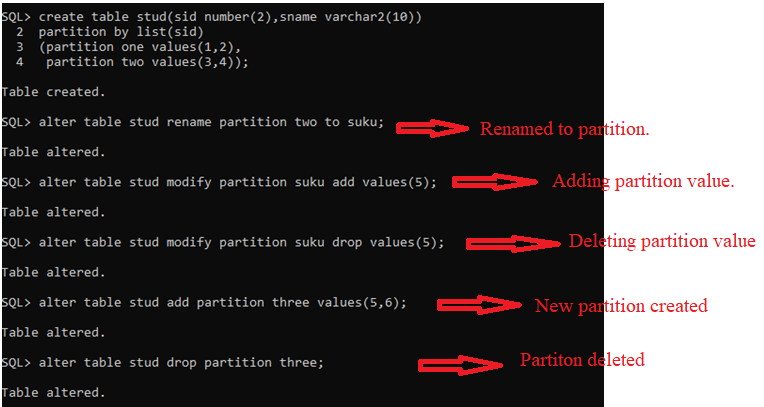 SQL> create table stud(sid number(2),sname varchar2(10))
2 partition by list(sid)
3 (partition one values(1,2),
4 partition two values(3,4));
Table created.
SQL> alter table stud rename partition two to suku;
Renamed to partition.
Table altered.
SQL> alter table stud modify partition suku add values(5);
Adding partition value.
Table altered.
SQL> alter table stud modify partition suku drop values(5);
Deleting partition value
Table altered.
SQL> alter table stud add partition three values(5,6);
New partition created
Table altered.
SQL> alter table stud drop partition three;
Partiton deleted
Table altered.